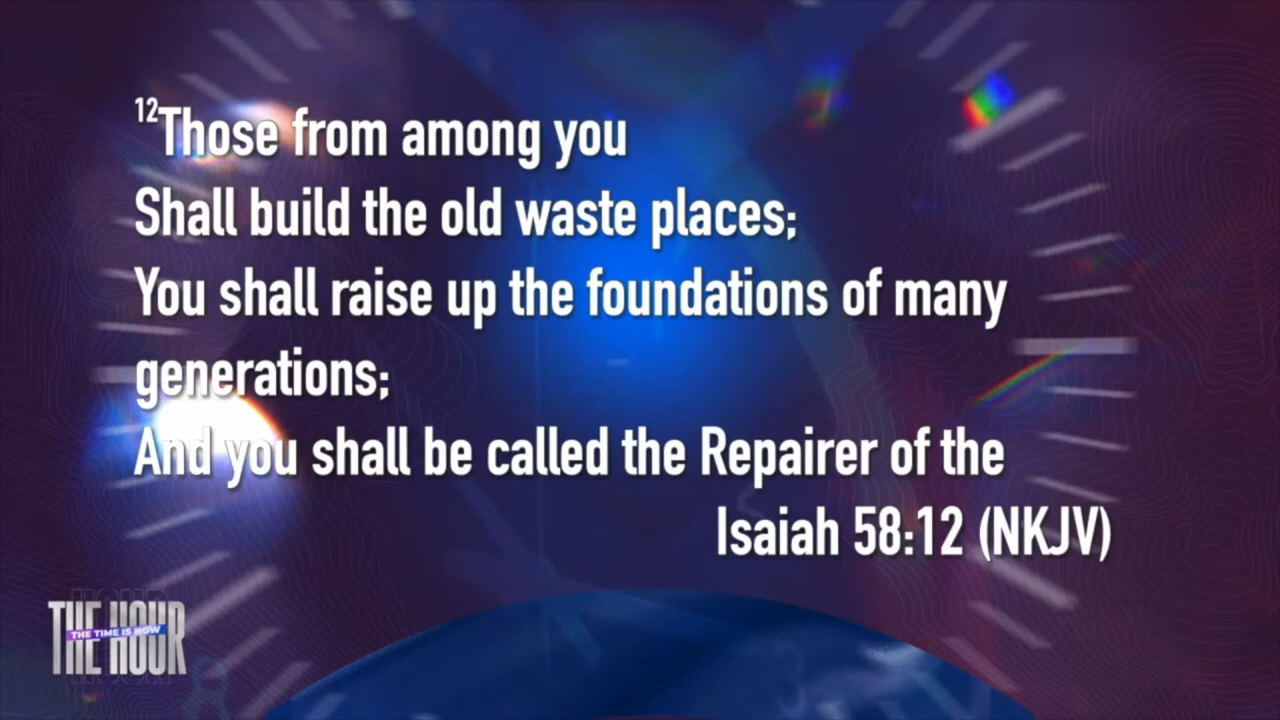 12Those from among you
Shall build the old waste places;
You shall raise up the foundations of many
generations;
And you shall be called the Repairer of the
Isaiah 58:12 (NKJV)
THE HOUR
THE TIME IS NOW